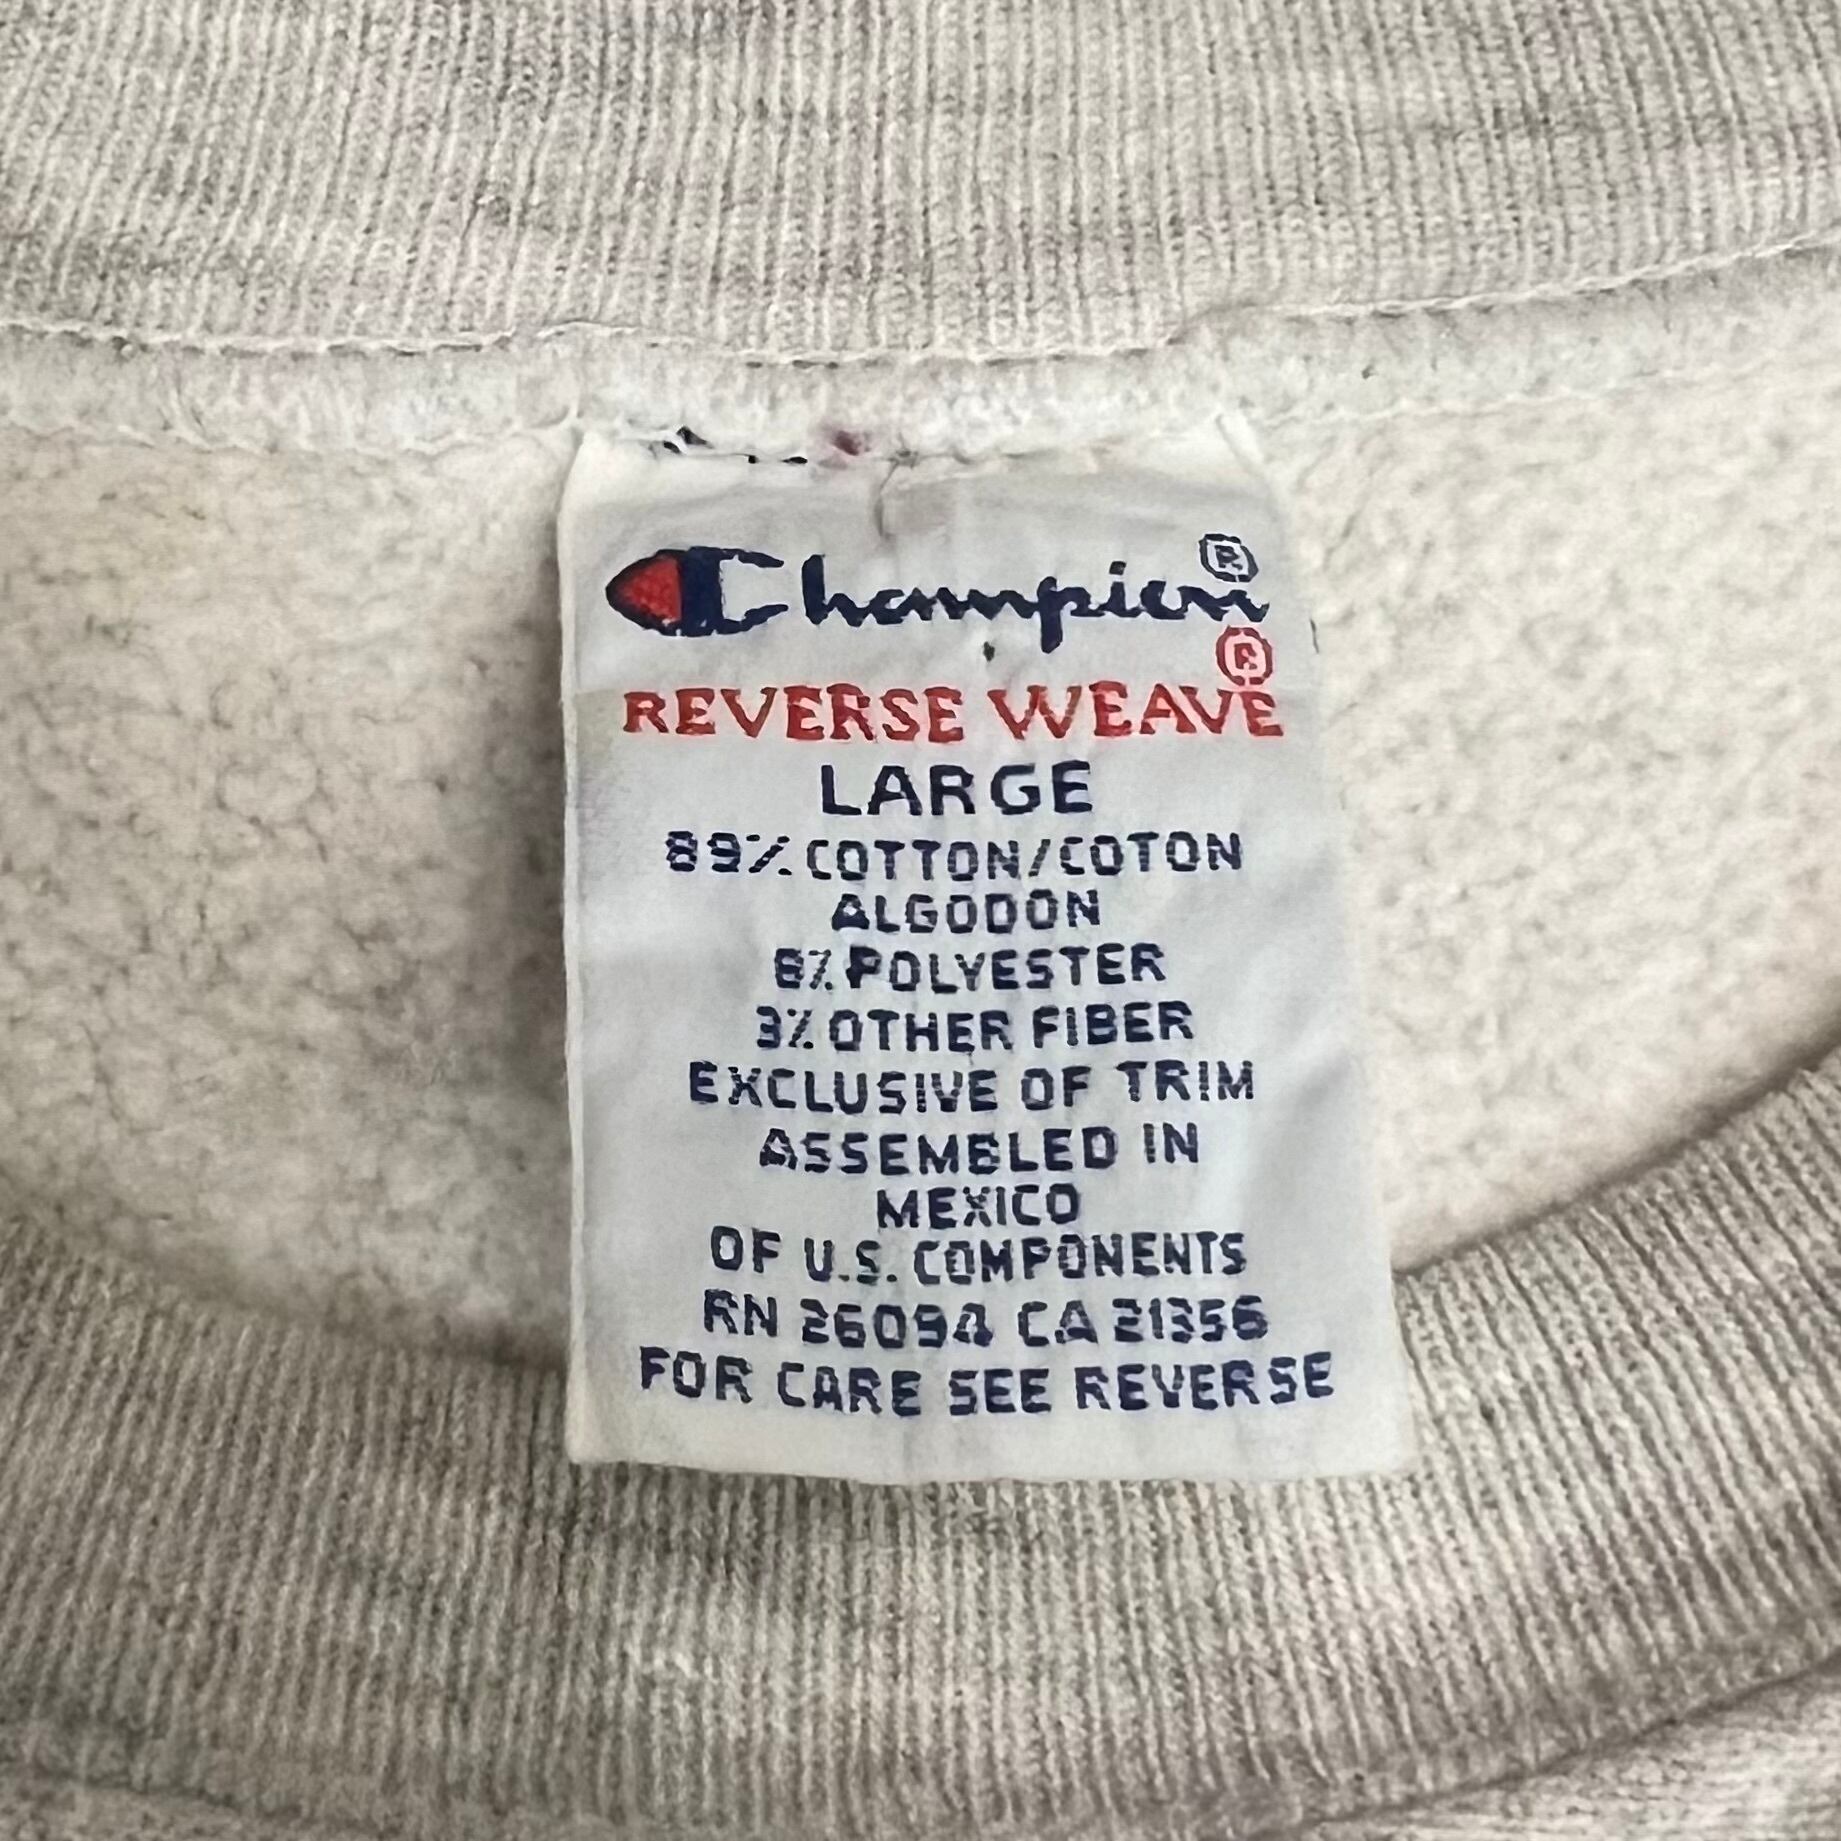 Champion®
®
REVERSE WEAVE
LARGE
89% COTTON/COTON
ALGODON
8% POLYESTER
3% OTHER FIBER
EXCLUSIVE OF TRIM
ASSEMBLED IN
MEXICO
OF U.S. COMPONENTS
RN 26094 CA 21356
FOR CARE SEE REVERSE